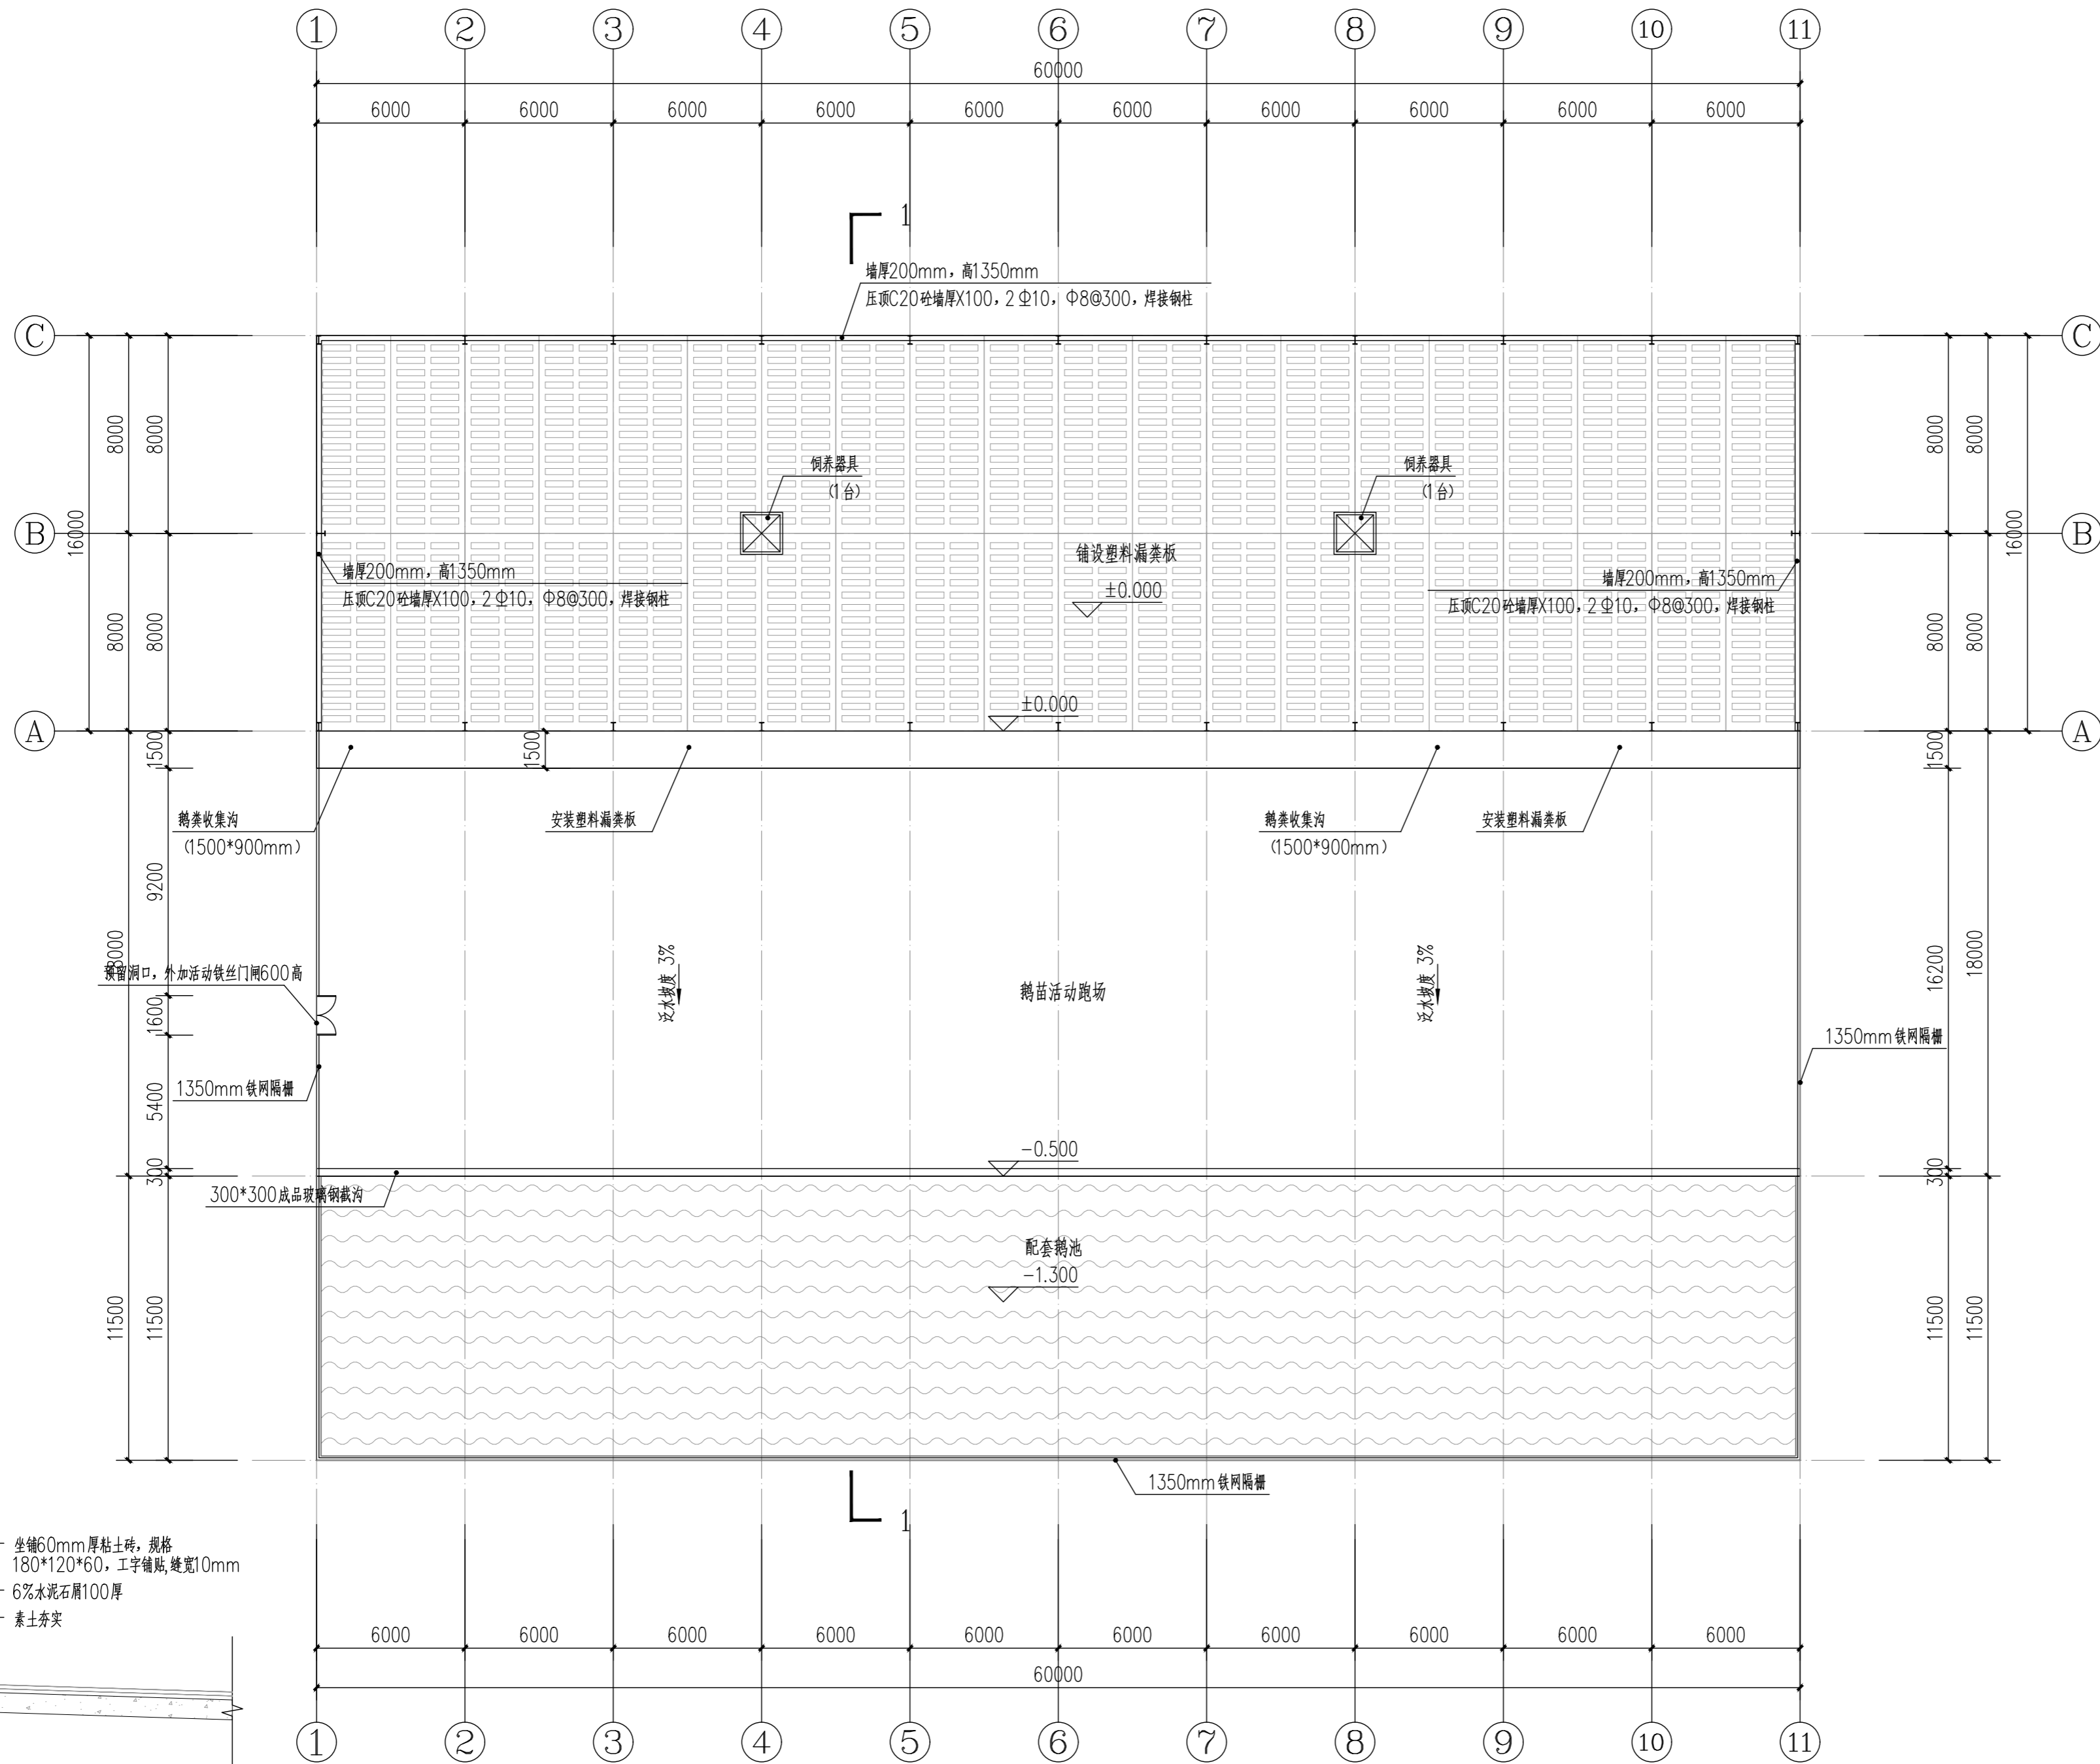 1 2 3 4 5 6 7 8 9 10 11
60000
6000 6000 6000 6000 6000 6000 6000 6000 6000 6000
1
墙厚200mm，高1350mm
压顶C20砼墙厚X100，2Φ10，Φ8@300，焊接钢柱
C
C
8000
8000
8000
8000
饲养器具
(1台)
饲养器具
(1台)
16000
16000
B
B
铺设塑料漏粪板
±0.000
墙厚200mm，高1350mm
压顶C20砼墙厚X100，2Φ10，Φ8@300，焊接钢柱
墙厚200mm，高1350mm
压顶C20砼墙厚X100，2Φ10，Φ8@300，焊接钢柱
8000
8000
8000
8000
±0.000
A
A
1500
1500
1500
鹅粪收集沟
(1500*900mm)
安装塑料漏粪板
鹅粪收集沟
(1500*900mm)
安装塑料漏粪板
9200
18000
16200
18000
预留洞口，外加活动铁丝门闸600高
泛水坡度 3%
鹅苗活动跑场
泛水坡度 3%
1600
1350mm铁网隔栅
1350mm铁网隔栅
5400
-0.500
300
300
300*300成品玻璃钢截沟
配套鹅池
-1.300
11500
11500
11500
11500
1350mm铁网隔栅
1
坐铺60mm厚粘土砖，规格
180*120*60，工字铺贴,缝宽10mm
6%水泥石屑100厚
素土夯实
6000 6000 6000 6000 6000 6000 6000 6000 6000 6000
60000
1 2 3 4 5 6 7 8 9 10 11